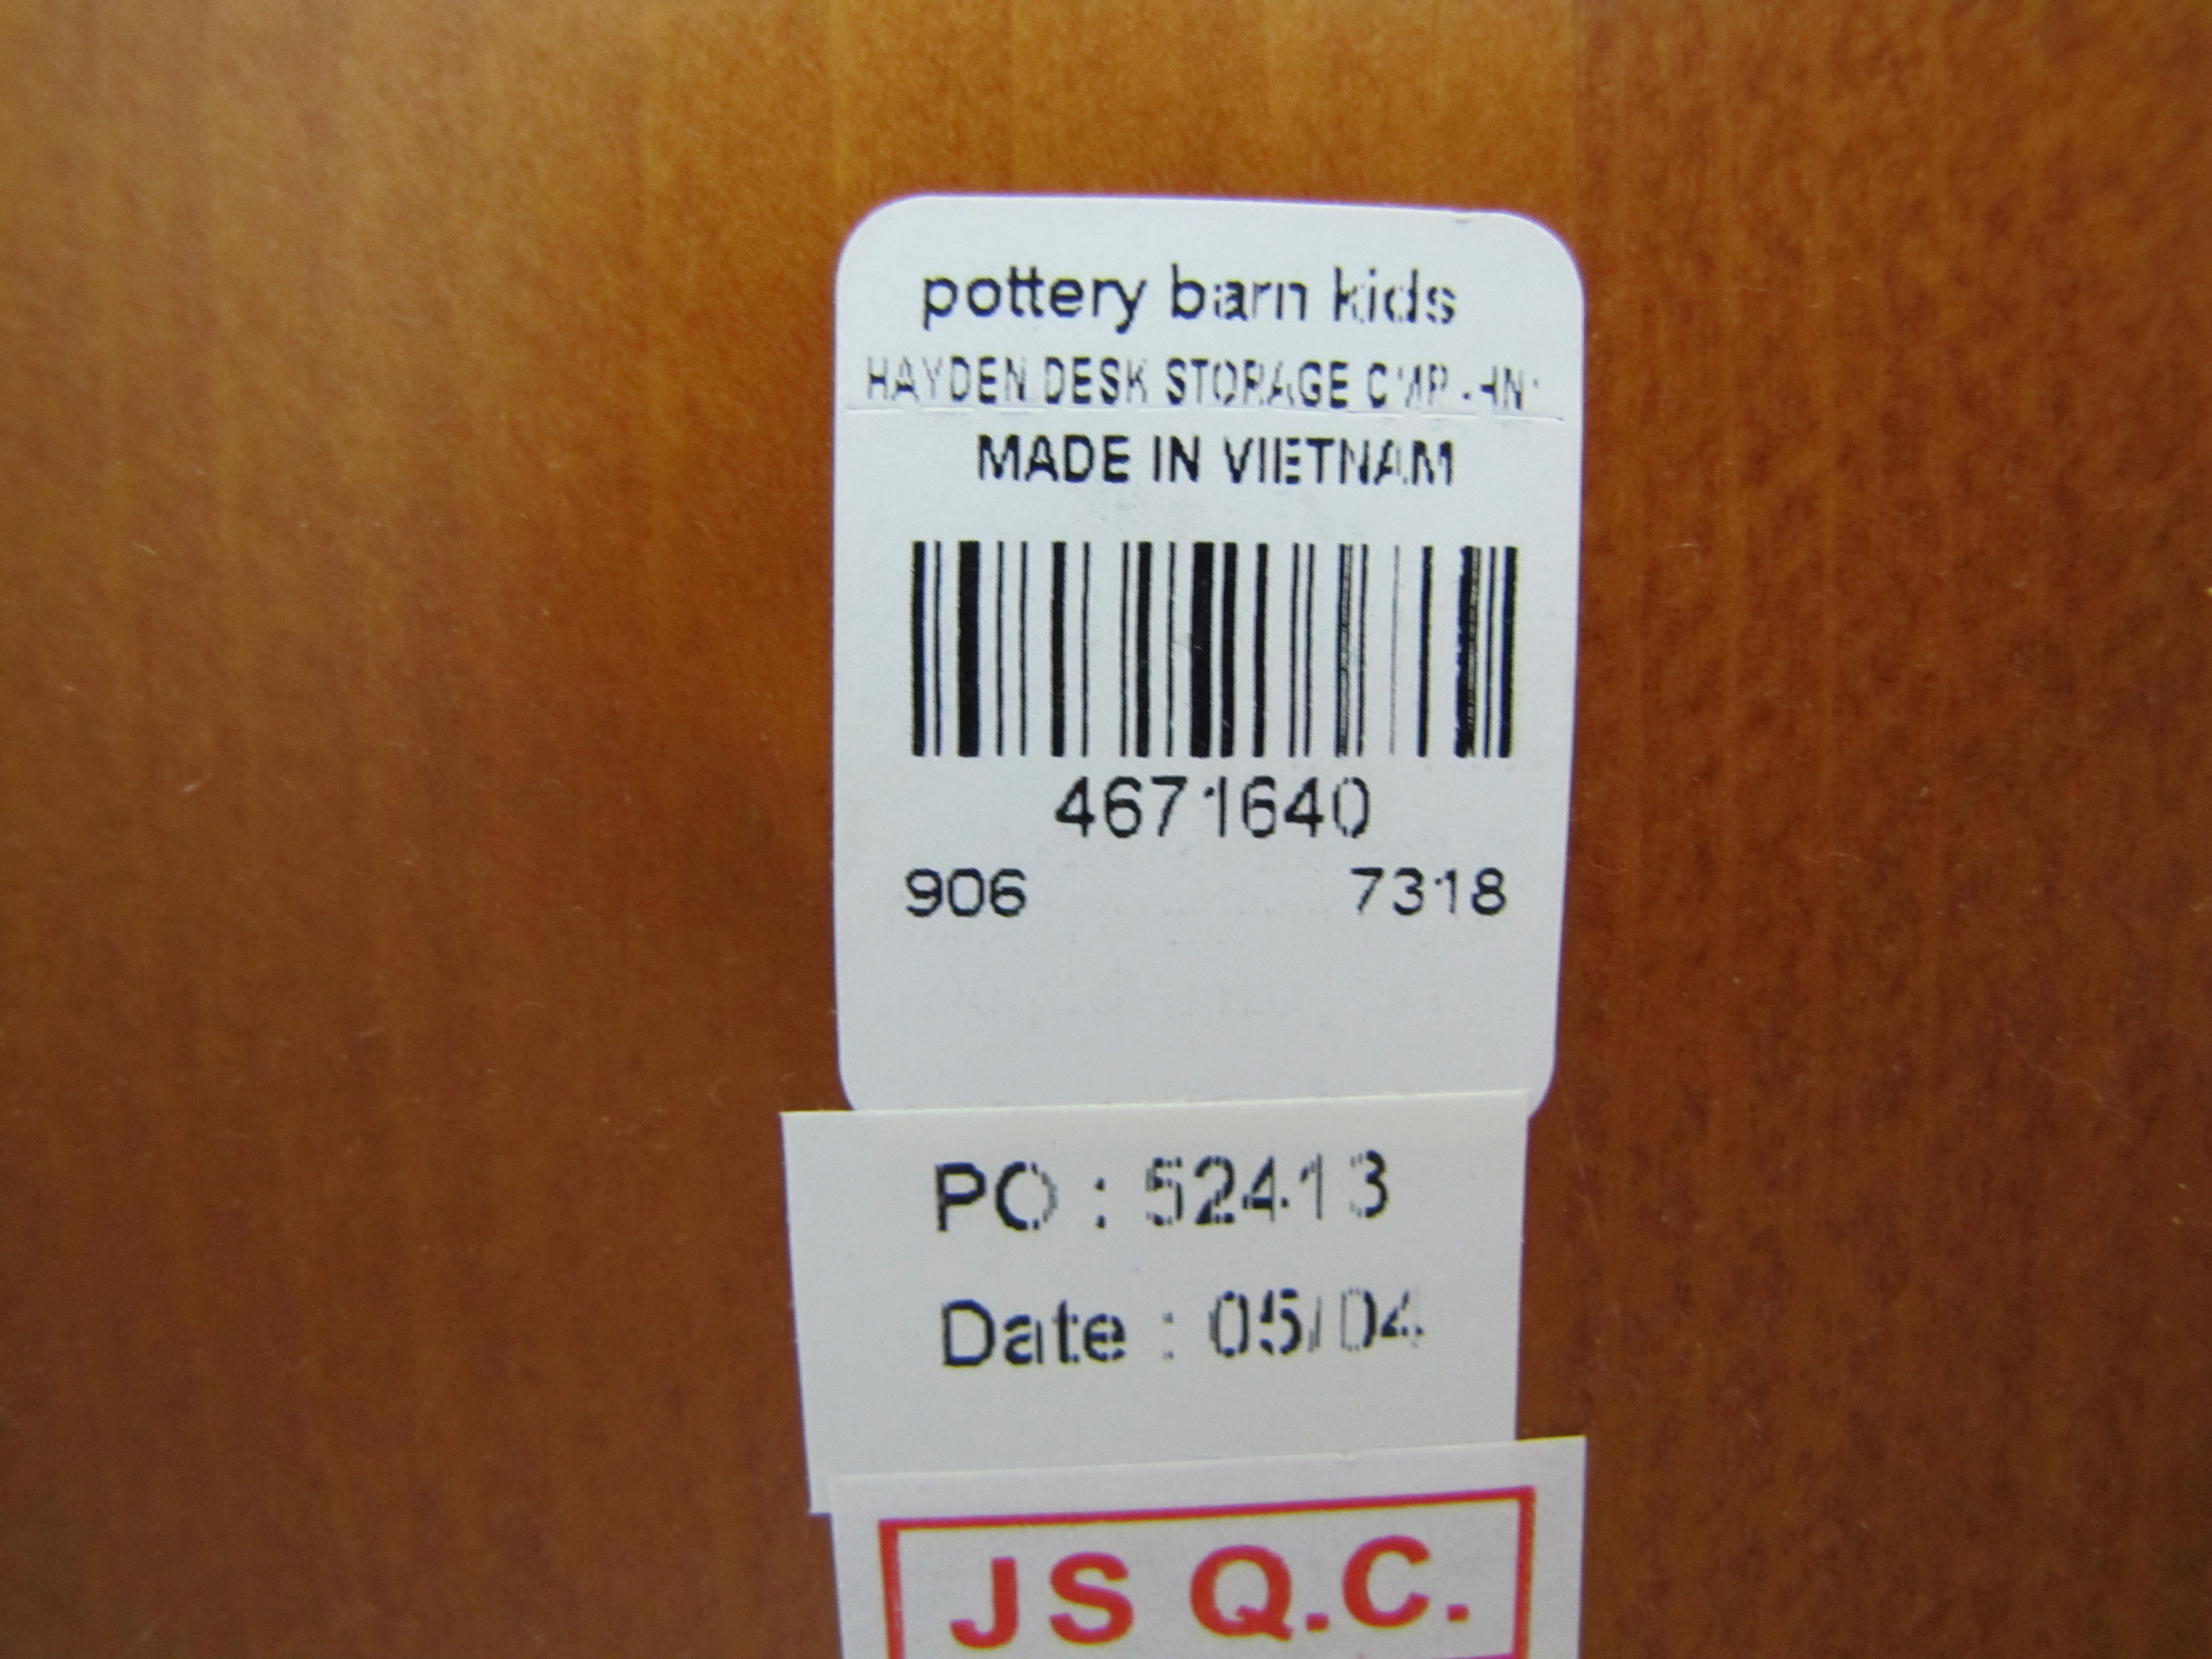 pottery barn kids
HAYDEN DESK STORAGE
MADE IN VIETNAM
4671640
906 7318
PO : 52413
Date : 05/04
JS Q.C.